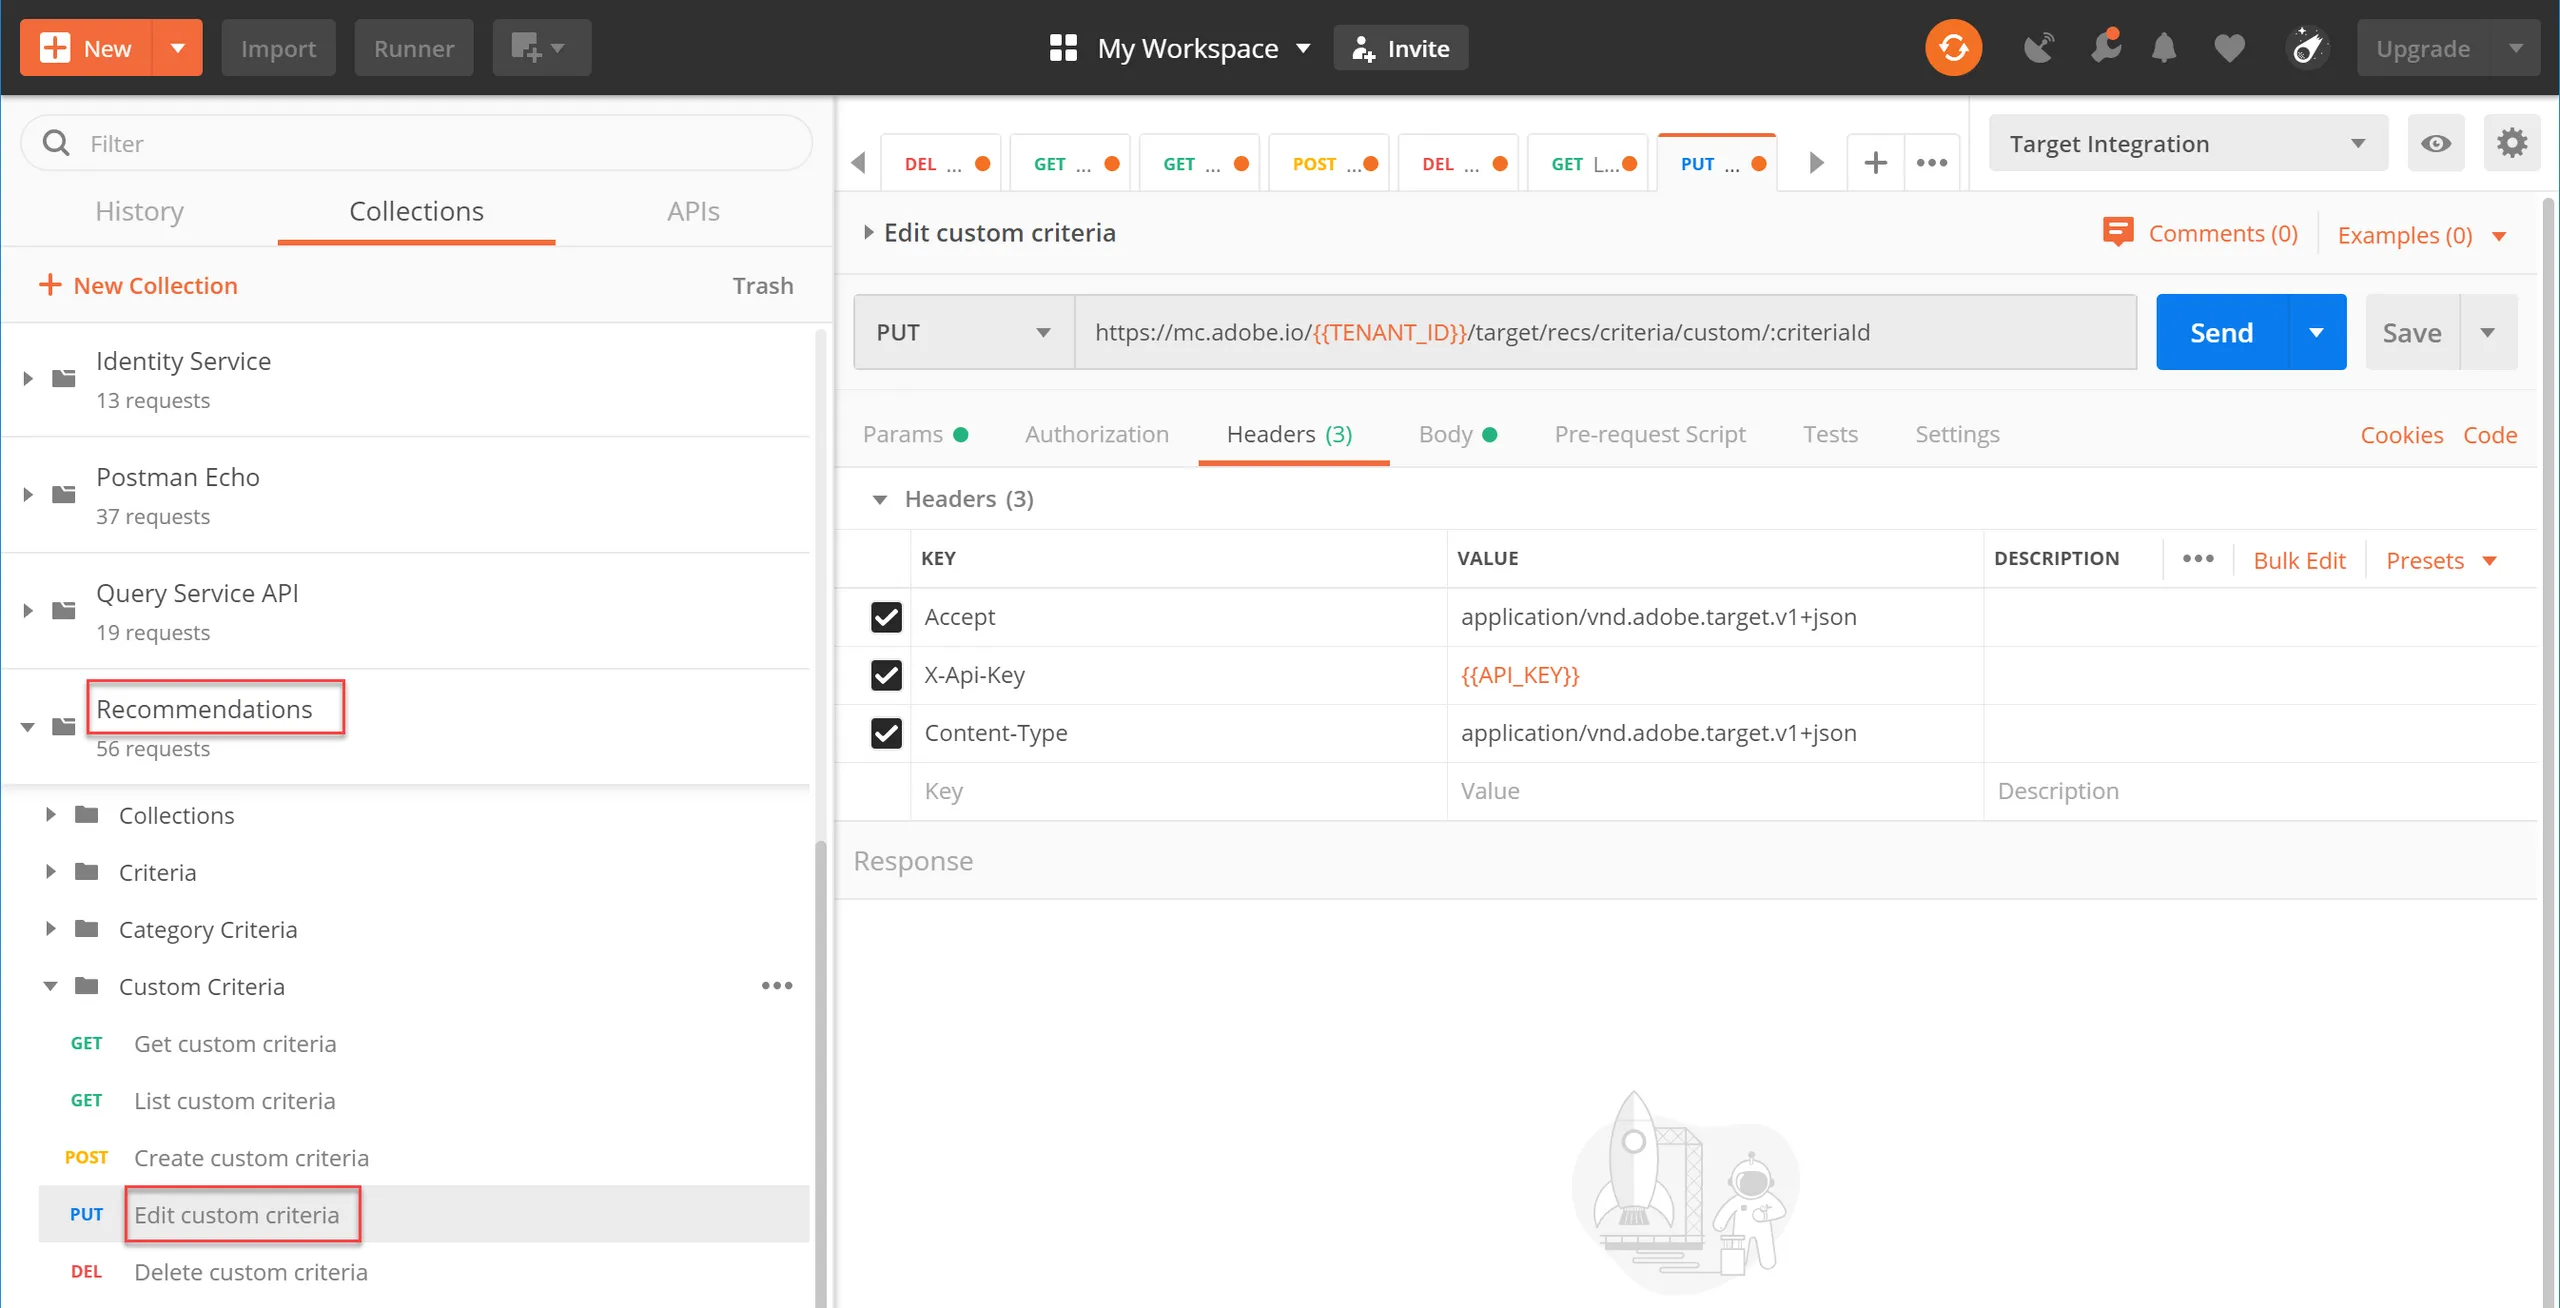 New
Import
Runner
My Workspace
Invite
Upgrade
Filter
History
Collections
APIs
New Collection
Trash
Identity Service
13 requests
Postman Echo
37 requests
Query Service API
19 requests
Recommendations
56 requests
Collections
Criteria
Category Criteria
Custom Criteria
GET Get custom criteria
GET List custom criteria
POST Create custom criteria
PUT Edit custom criteria
DEL Delete custom criteria
DEL ...
GET ...
GET ...
POST ...
DEL ...
GET L...
PUT ...
Target Integration
Edit custom criteria
Comments (0)
Examples (0)
PUT
https://mc.adobe.io/{{TENANT_ID}}/target/recs/criteria/custom/:criteriaId
Send
Save
Params
Authorization
Headers (3)
Body
Pre-request Script
Tests
Settings
Cookies
Code
Headers (3)
KEY VALUE DESCRIPTION
Bulk Edit
Presets
Accept application/vnd.adobe.target.v1+json
X-Api-Key {{API_KEY}}
Content-Type application/vnd.adobe.target.v1+json
Key Value Description
Response